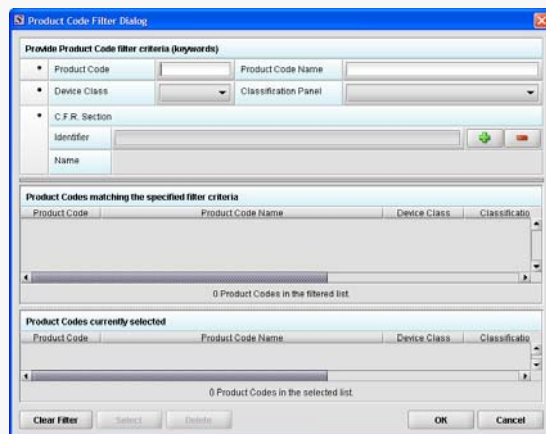 Product Code Filter Dialog
Provide Product Code filter criteria (keywords)
• Product Code Product Code Name
• Device Class Classification Panel
• C.F.R. Section
Identifier
Name
Product Codes matching the specified filter criteria
Product Code Product Code Name Device Class Classificatio
0 Product Codes in the filtered list.
Product Codes currently selected
Product Code Product Code Name Device Class Classificatio
0 Product Codes in the selected list.
Clear Filter Select Delete OK Cancel